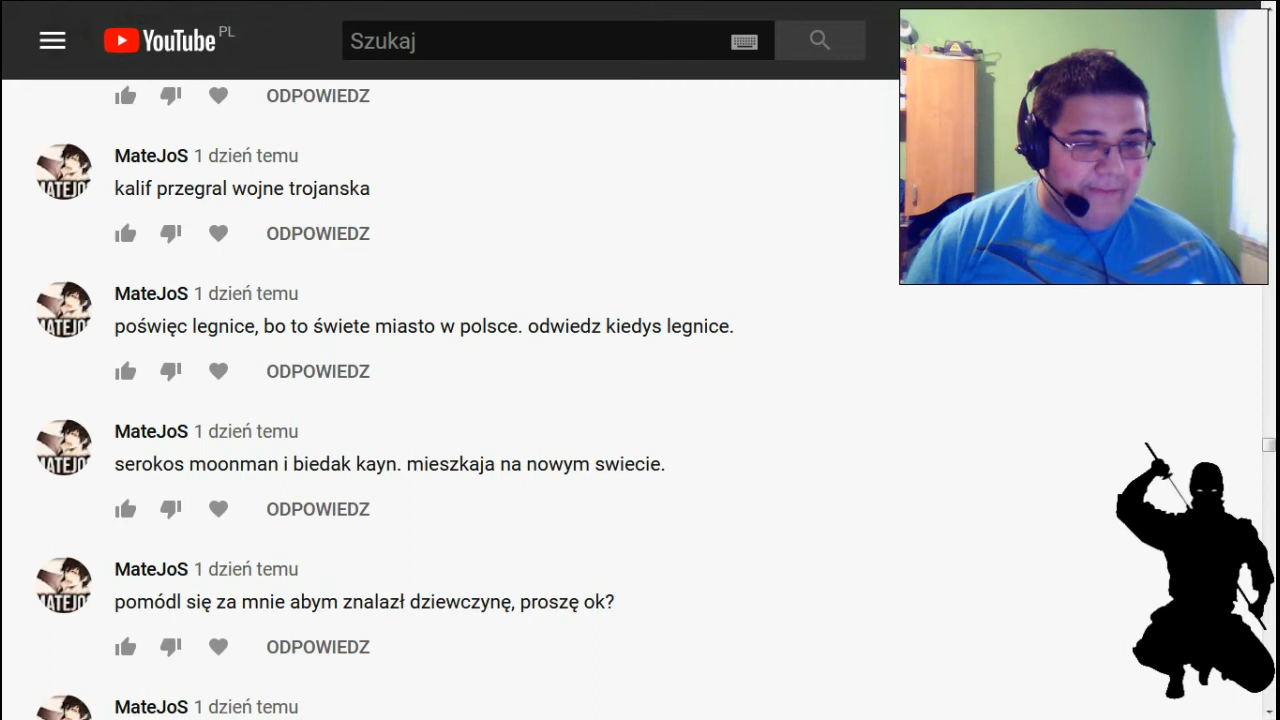 YouTube PL
Szukaj
ODPOWIEDZ
MateJoS 1 dzień temu
kalif przegral wojne trojanska
ODPOWIEDZ
MateJoS 1 dzień temu
poświęc legnice, bo to świete miasto w polsce. odwiedz kiedys legnice.
ODPOWIEDZ
MateJoS 1 dzień temu
serokos moonman i biedak kayn. mieszkaja na nowym swiecie.
ODPOWIEDZ
MateJoS 1 dzień temu
pomódl się za mnie abym znalazł dziewczynę, proszę ok?
ODPOWIEDZ
MateJoS 1 dzień temu